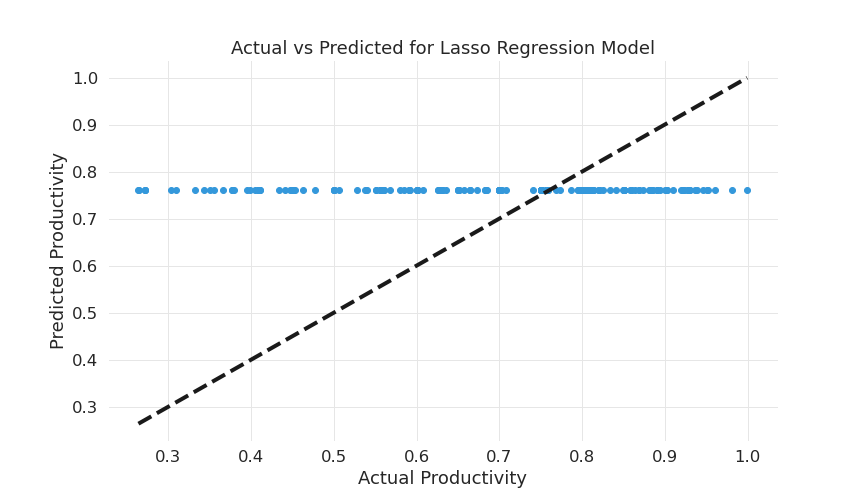 Actual vs Predicted for Lasso Regression Model
Predicted Productivity
1.0
0.9
0.8
0.7
0.6
0.5
0.4
0.3
0.3 0.4 0.5 0.6 0.7 0.8 0.9 1.0
Actual Productivity